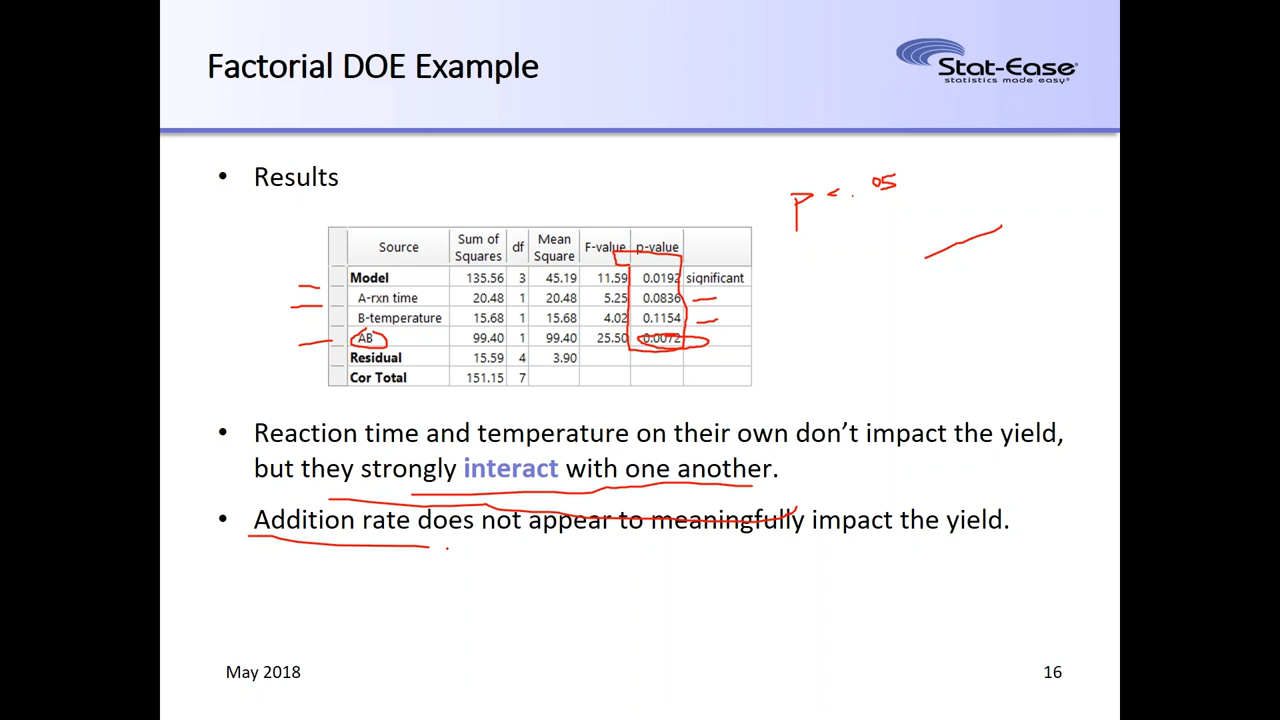 Factorial DOE Example
Stat-Ease
statistics made easy®
• Results
P < .05
Source Sum of Squares df Mean Square F-value p-value
Model 135.56 3 45.19 11.59 0.0192 significant
A-rxn time 20.48 1 20.48 5.25 0.0836
B-temperature 15.68 1 15.68 4.02 0.1154
AB 99.40 1 99.40 25.50 0.0072
Residual 15.59 4 3.90
Cor Total 151.15 7
• Reaction time and temperature on their own don’t impact the yield,
but they strongly interact with one another.
• Addition rate does not appear to meaningfully impact the yield.
May 2018
16